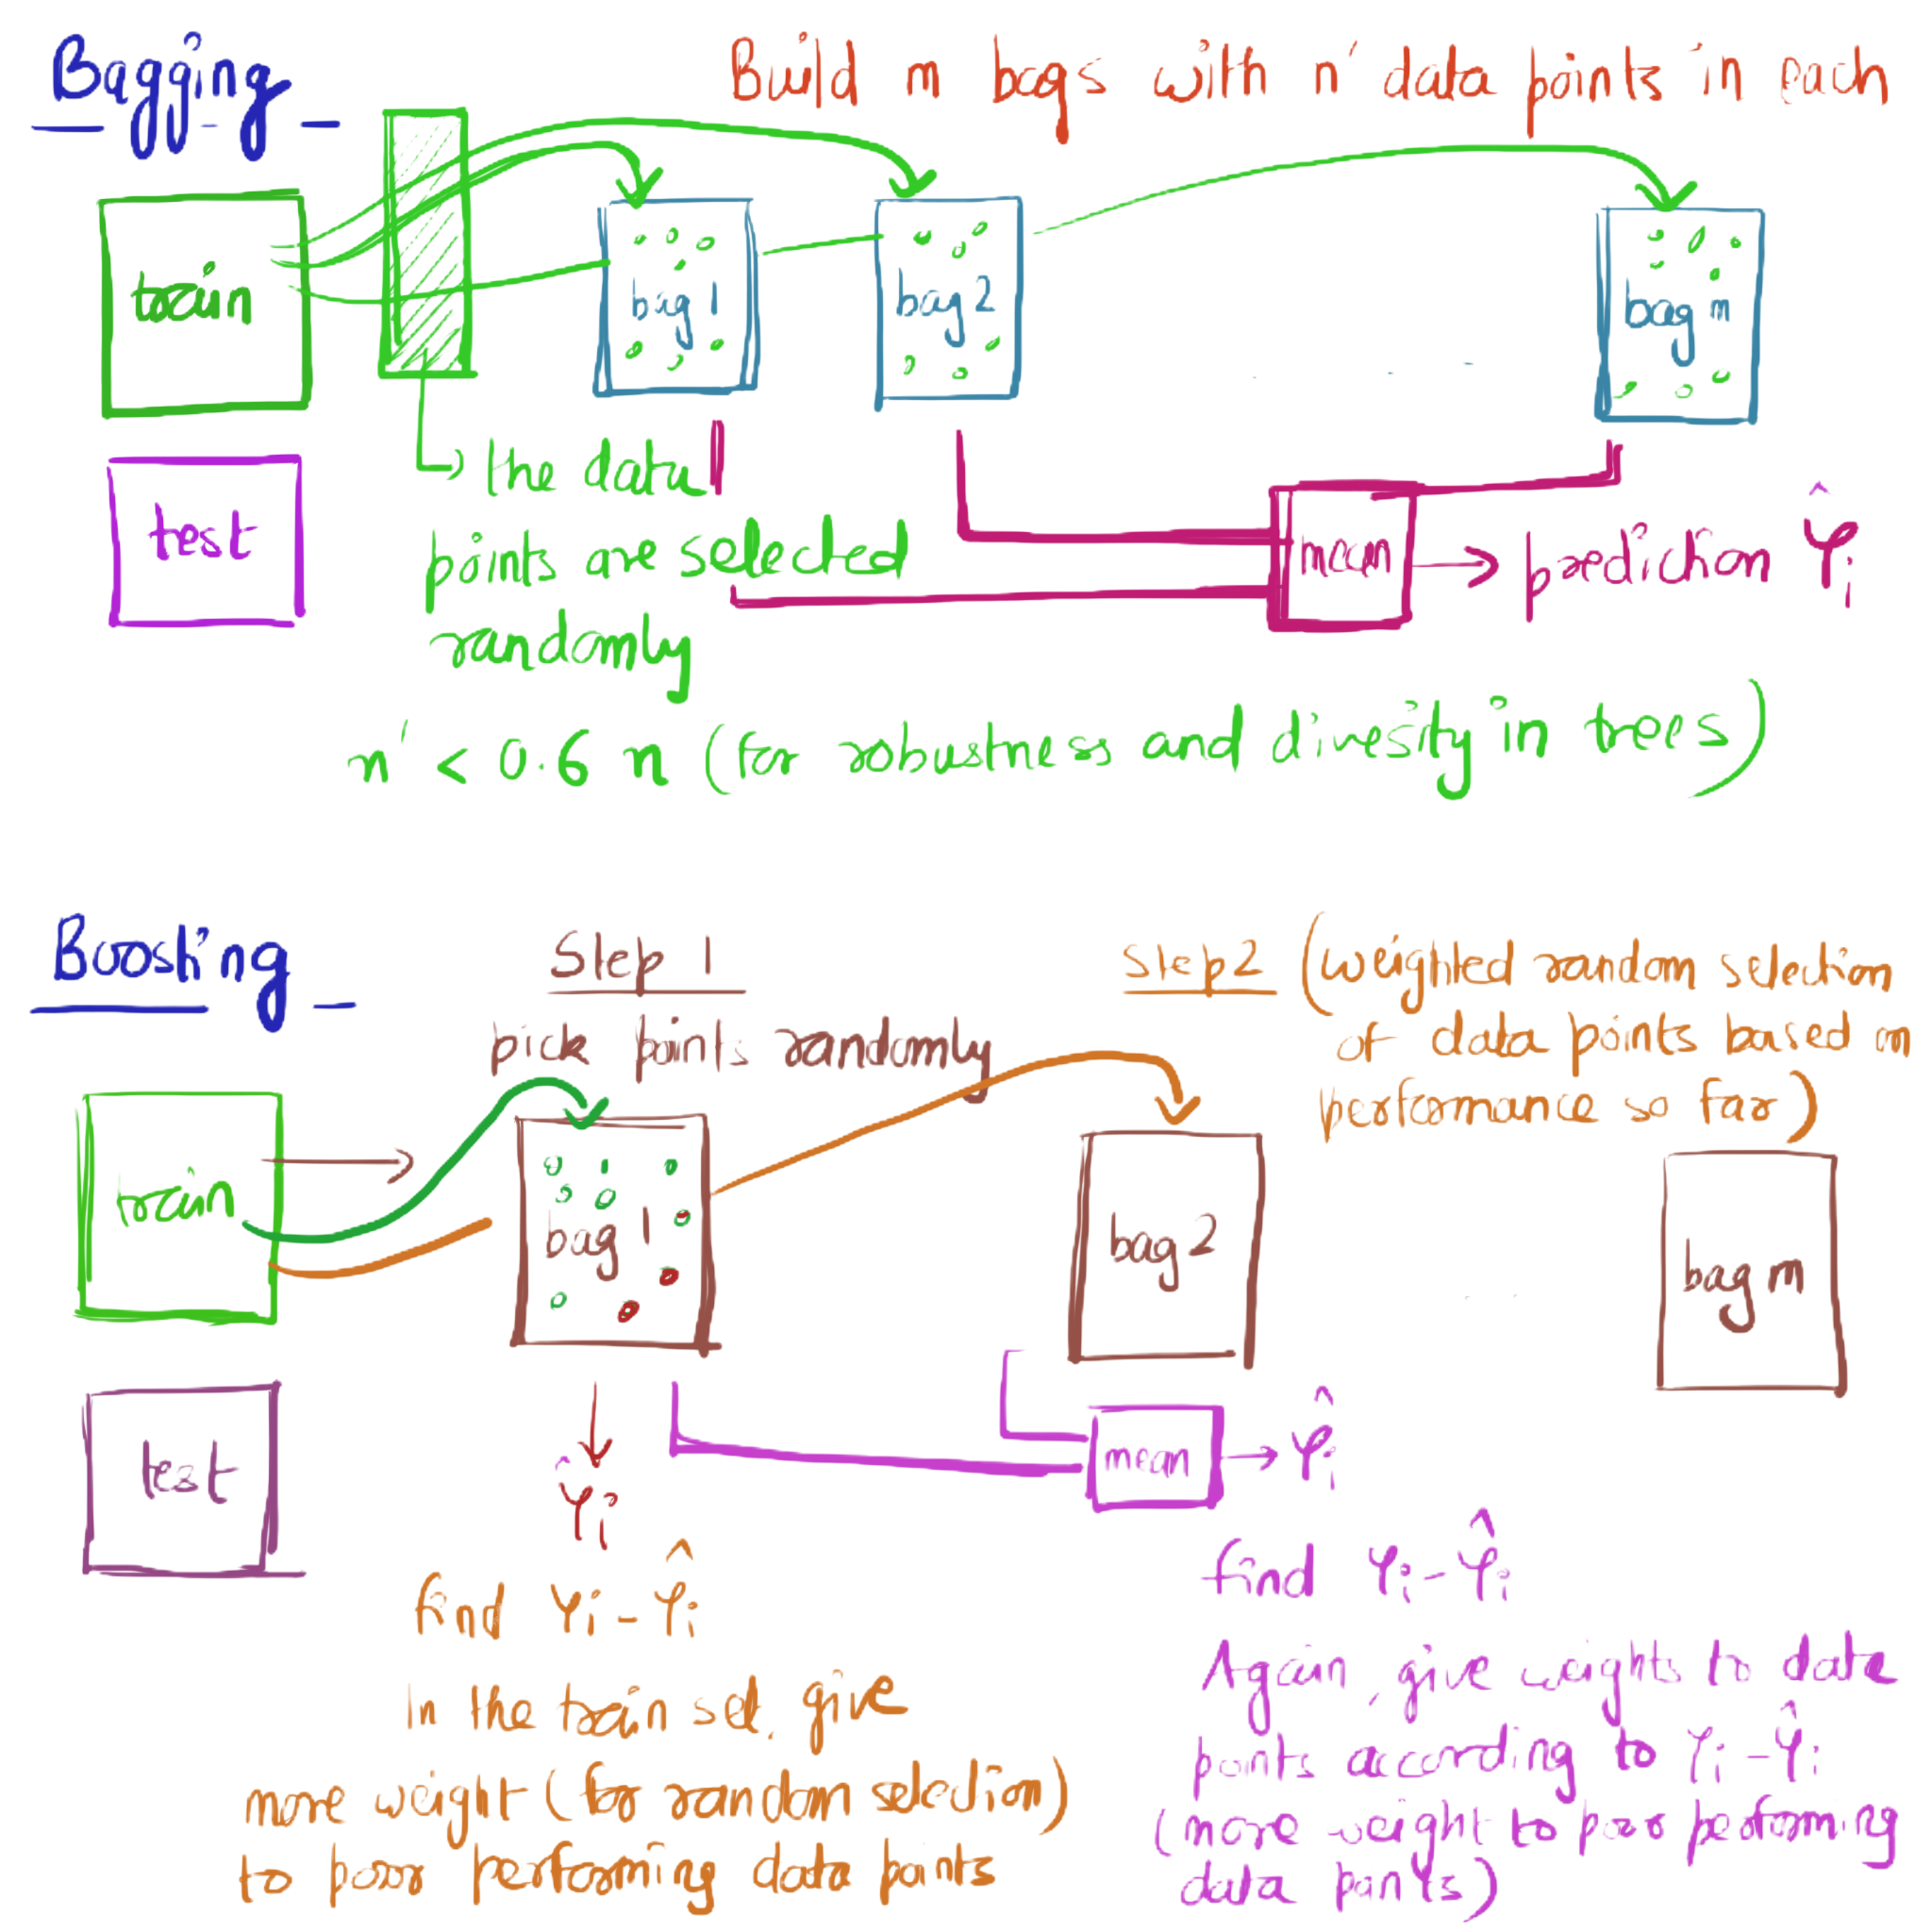 Bagging
Build m bags with n' data points in each
train
bag 1
bag 2
bag m
test
the data
points are selected
randomly
mean → prediction Ŷi
n' < 0.6 n (for robustness and divesity in trees)
Boosting
Step 1
pick points randomly
Step 2 (weighted random selection
of data points based on
performance so far)
train
bag 1
bag 2
bag m
test
Ŷi
mean → Ŷi
find Yi - Ŷi
In the train set, give
more weight (for random selection)
to poor performing data points
find Yi - Ŷi
Again, give weights to data
points according to Yi - Ŷi
(more weight to poor performing
data points)